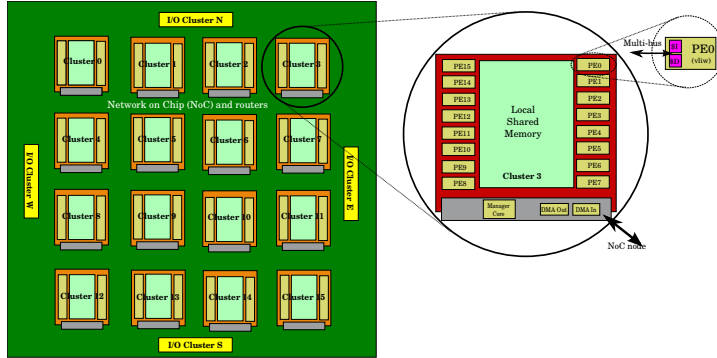 I/O Cluster N
Cluster 0
Cluster 1
Cluster 2
Cluster 3
Network on Chip (NoC) and routers
Cluster 4
Cluster 5
Cluster 6
Cluster 7
I/O Cluster W
I/O Cluster E
Cluster 8
Cluster 9
Cluster 10
Cluster 11
Cluster 12
Cluster 13
Cluster 14
Cluster 15
I/O Cluster S
PE15
PE14
PE13
PE12
PE11
PE10
PE9
PE8
Local
Shared
Memory
Cluster 3
PE0
PE1
PE2
PE3
PE4
PE5
PE6
PE7
Manager
Core
DMA Out
DMA In
NoC node
Multi-bus
SI
SD
PE0
(vliw)